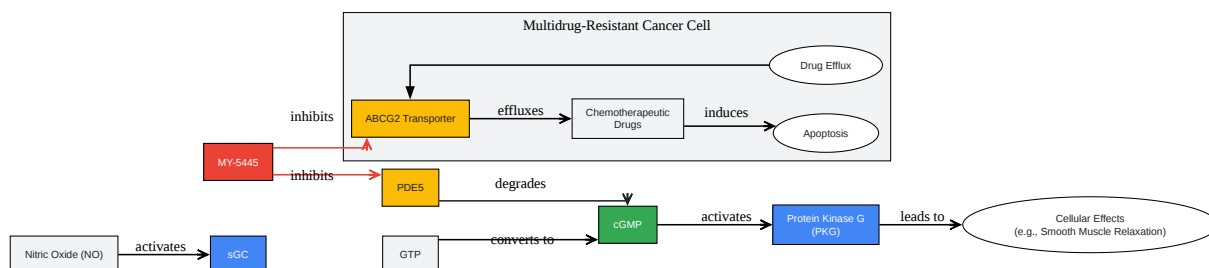 Multidrug-Resistant Cancer Cell
Drug Efflux
inhibits
ABCG2 Transporter
effluxes
Chemotherapeutic
Drugs
induces
Apoptosis
MY-5445
inhibits
PDE5
degrades
cGMP
activates
Protein Kinase G
(PKG)
leads to
Cellular Effects
(e.g., Smooth Muscle Relaxation)
Nitric Oxide (NO)
activates
sGC
GTP
converts to